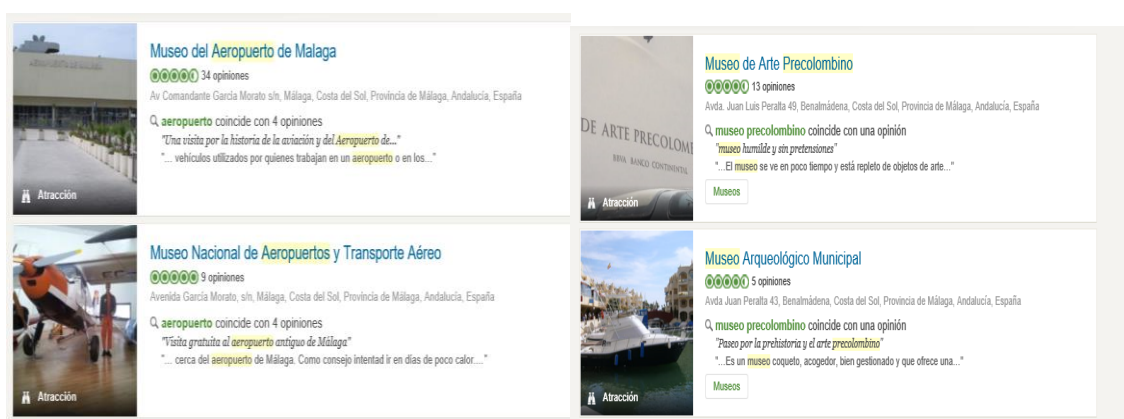 Museo del Aeropuerto de Malaga
34 opiniones
Av Comandante García Morato s/n, Málaga, Costa del Sol, Provincia de Málaga, Andalucía, España
aeropuerto coincide con 4 opiniones
"Una visita por la historia de la aviación y del Aeropuerto de..."
"... vehículos utilizados por quienes trabajan en un aeropuerto o en los..."
Atracción
Museo Nacional de Aeropuertos y Transporte Aéreo
9 opiniones
Avenida García Morato, s/n, Málaga, Costa del Sol, Provincia de Málaga, Andalucía, España
aeropuerto coincide con 4 opiniones
"Visita gratuita al aeropuerto antiguo de Málaga"
"... cerca del aeropuerto de Málaga. Como consejo intentad ir en días de poco calor...."
Atracción
Museo de Arte Precolombino
13 opiniones
Avda. Juan Luis Peralta 49, Benalmádena, Costa del Sol, Provincia de Málaga, Andalucía, España
museo precolombino coincide con una opinión
"museo humilde y sin pretensiones"
"...El museo se ve en poco tiempo y está repleto de objetos de arte..."
Museos
DE ARTE PRECOLOM
BBVA BANCO CONTINENTAL
Atracción
Museo Arqueológico Municipal
5 opiniones
Avda Juan Peralta 43, Benalmádena, Costa del Sol, Provincia de Málaga, Andalucía, España
museo precolombino coincide con una opinión
"Paseo por la prehistoria y el arte precolombino"
"...Es un museo coqueto, acogedor, bien gestionado y que ofrece una..."
Museos
Atracción